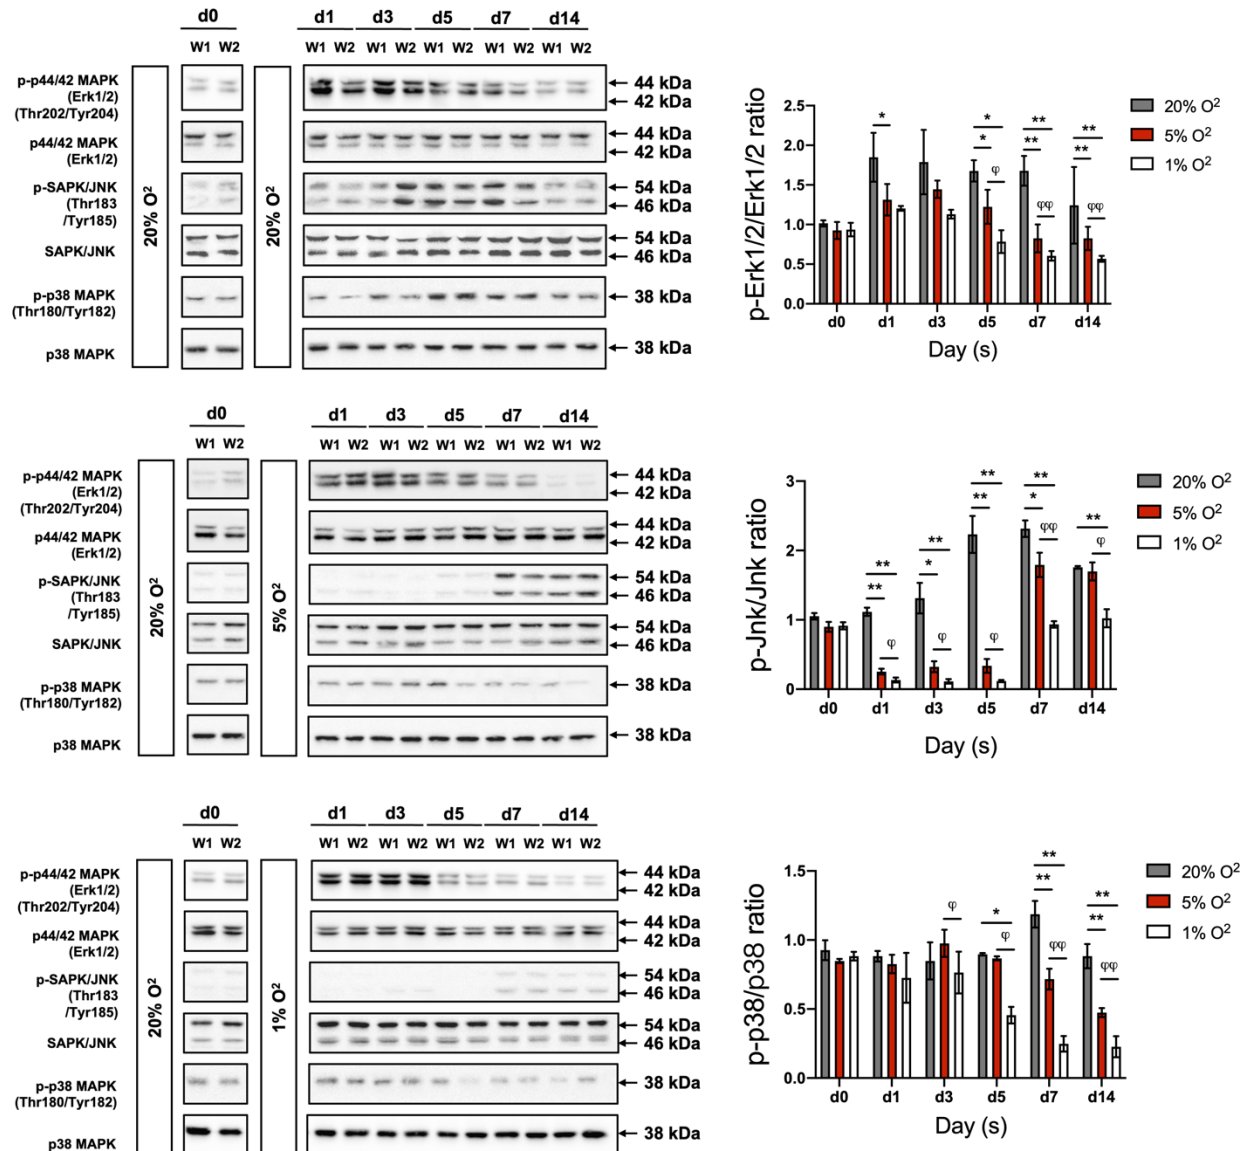 d0 d1 d3 d5 d7 d14
W1 W2 W1 W2 W1 W2 W1 W2 W1 W2 W1 W2
20% O²
20% O²
p-p44/42 MAPK
(Erk1/2)
(Thr202/Tyr204)
← 44 kDa
← 42 kDa
p44/42 MAPK
(Erk1/2)
← 44 kDa
← 42 kDa
p-SAPK/JNK
(Thr183
/Tyr185)
← 54 kDa
← 46 kDa
SAPK/JNK
← 54 kDa
← 46 kDa
p-p38 MAPK
(Thr180/Tyr182)
← 38 kDa
p38 MAPK
← 38 kDa
p-Erk1/2/Erk1/2 ratio
2.5
2.0
1.5
1.0
0.5
0.0
* * * φ ** ** φφ ** ** φφ
d0 d1 d3 d5 d7 d14
Day (s)
20% O²
5% O²
1% O²
d0 d1 d3 d5 d7 d14
W1 W2 W1 W2 W1 W2 W1 W2 W1 W2 W1 W2
20% O²
5% O²
p-p44/42 MAPK
(Erk1/2)
(Thr202/Tyr204)
← 44 kDa
← 42 kDa
p44/42 MAPK
(Erk1/2)
← 44 kDa
← 42 kDa
p-SAPK/JNK
(Thr183
/Tyr185)
← 54 kDa
← 46 kDa
SAPK/JNK
← 54 kDa
← 46 kDa
p-p38 MAPK
(Thr180/Tyr182)
← 38 kDa
p38 MAPK
← 38 kDa
p-Jnk/Jnk ratio
3
2
1
0
** ** φ ** * φ ** ** φ ** * φφ ** φ
d0 d1 d3 d5 d7 d14
Day (s)
20% O²
5% O²
1% O²
d0 d1 d3 d5 d7 d14
W1 W2 W1 W2 W1 W2 W1 W2 W1 W2 W1 W2
20% O²
1% O²
p-p44/42 MAPK
(Erk1/2)
(Thr202/Tyr204)
← 44 kDa
← 42 kDa
p44/42 MAPK
(Erk1/2)
← 44 kDa
← 42 kDa
p-SAPK/JNK
(Thr183
/Tyr185)
← 54 kDa
← 46 kDa
SAPK/JNK
← 54 kDa
← 46 kDa
p-p38 MAPK
(Thr180/Tyr182)
← 38 kDa
p38 MAPK
← 38 kDa
p-p38/p38 ratio
1.5
1.0
0.5
0.0
φ * φ ** ** φφ ** ** φφ
d0 d1 d3 d5 d7 d14
Day (s)
20% O²
5% O²
1% O²